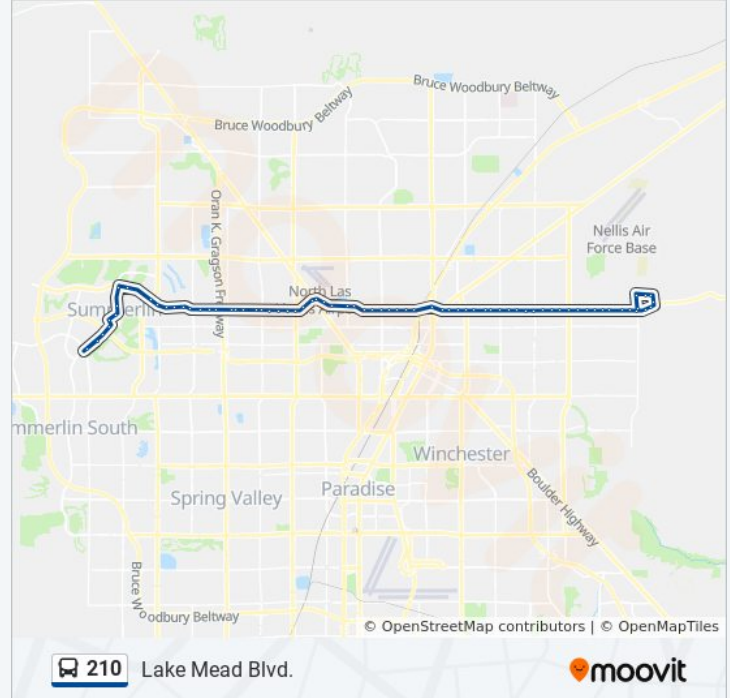 Bruce Woodbury Beltway
Bruce Woodbury Beltway
Oran K. Gragson Freeway
Nellis Air
Force Base
North Las
Summerlin
mmerlin South
Winchester
Spring Valley
Paradise
Boulder Highway
Bruce Woodbury Beltway
© OpenStreetMap contributors | © OpenMapTiles
210 Lake Mead Blvd.
moovit